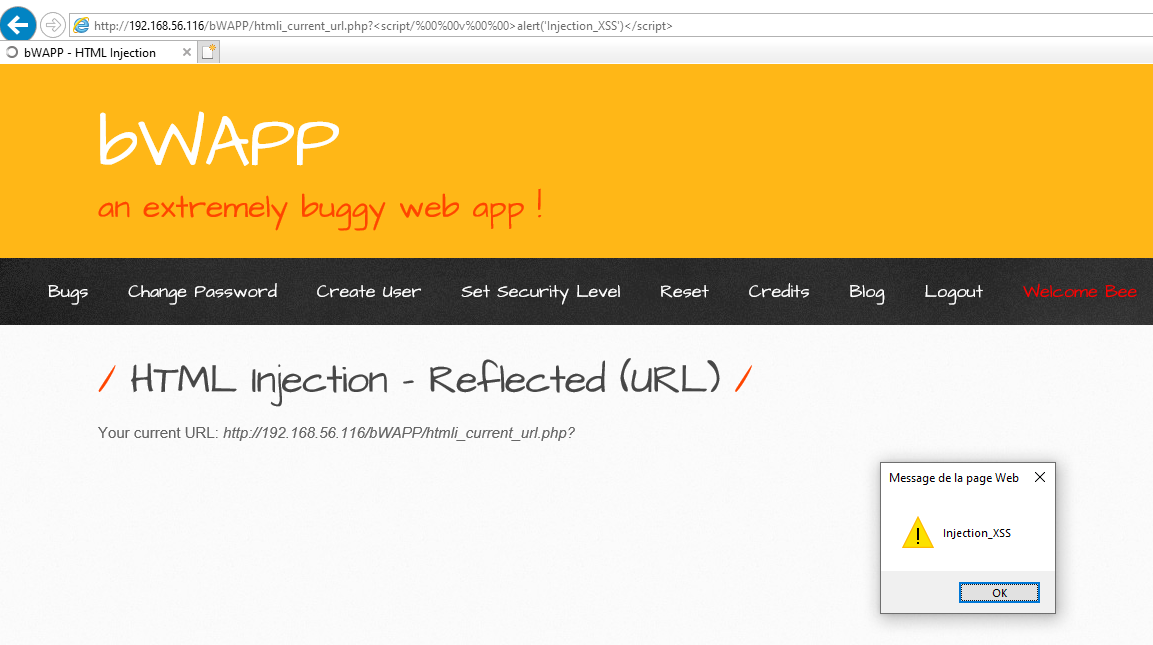 http://192.168.56.116/bWAPP/htmli_current_url.php?<script/%00%00v%00%00>alert('Injection_XSS')</script>
bWAPP - HTML Injection
bWAPP
an extremely buggy web app !
Bugs Change Password Create User Set Security Level Reset Credits Blog Logout Welcome Bee
/ HTML Injection - Reflected (URL) /
Your current URL: http://192.168.56.116/bWAPP/htmli_current_url.php?
Message de la page Web
Injection_XSS
OK